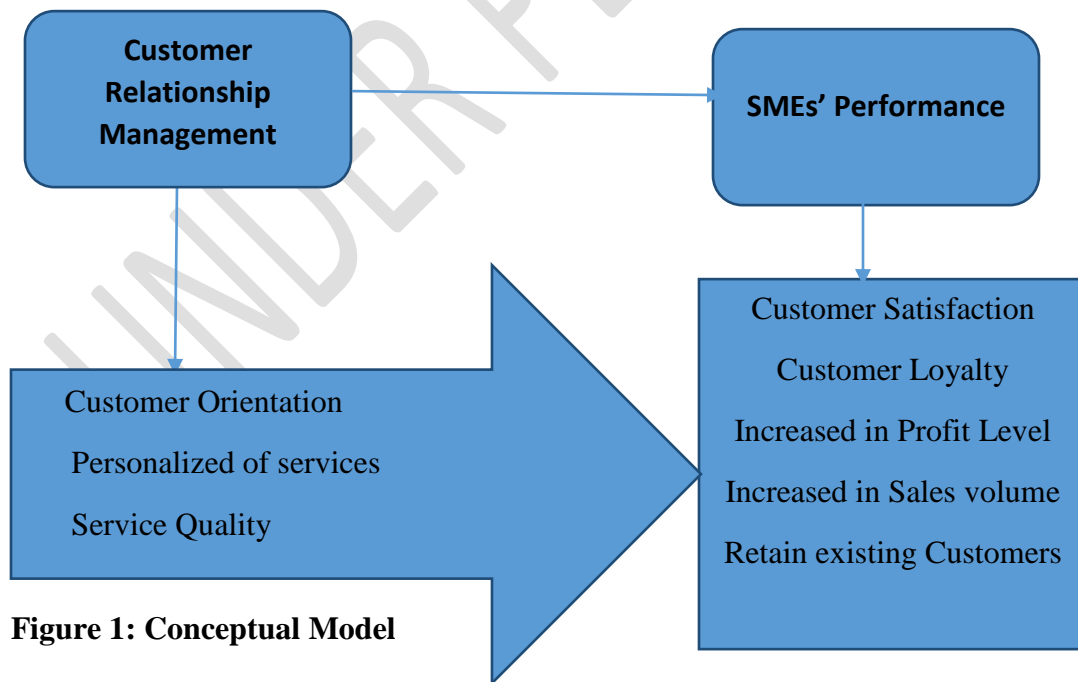 Customer
Relationship
Management
SMEs' Performance
Customer Orientation
Personalized of services
Service Quality
Customer Satisfaction
Customer Loyalty
Increased in Profit Level
Increased in Sales volume
Retain existing Customers
Figure 1: Conceptual Model
UNDER